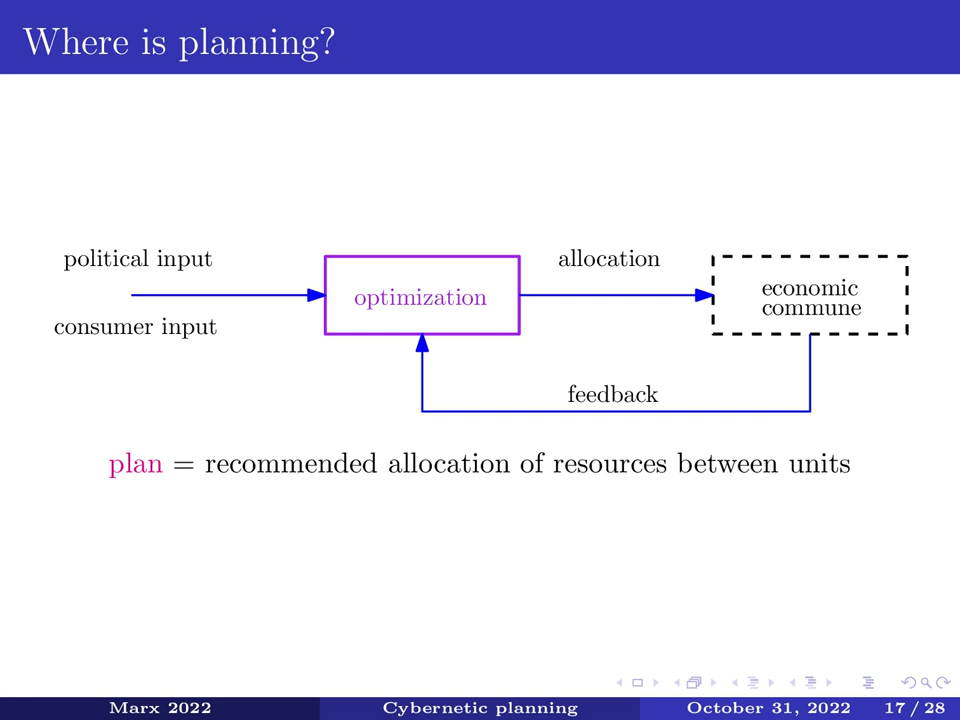 Where is planning?
political input
consumer input
optimization
allocation
economic
commune
feedback
plan = recommended allocation of resources between units
Marx 2022
Cybernetic planning
October 31, 2022
17 / 28